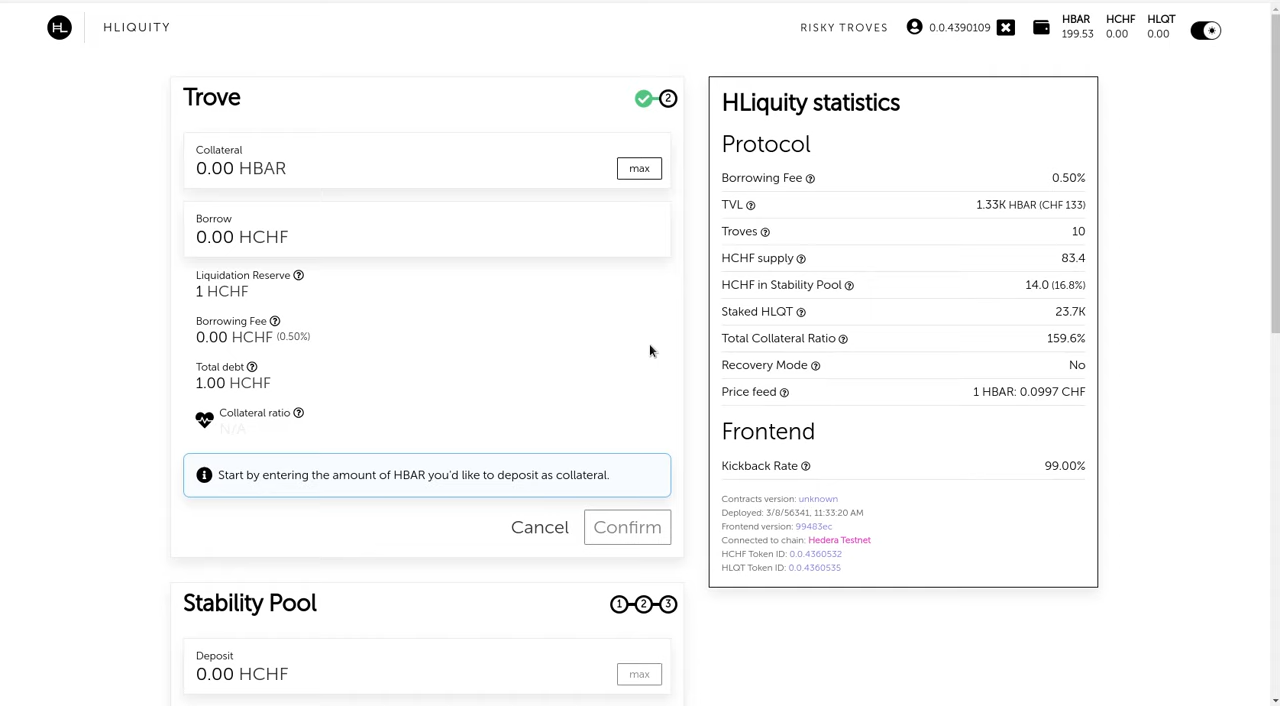 HL
HLIQUITY
RISKY TROVES
0.0.4390109
HBAR
199.53
HCHF
0.00
HLQT
0.00
Trove
2
Collateral
0.00 HBAR
max
Borrow
0.00 HCHF
Liquidation Reserve ?
1 HCHF
Borrowing Fee ?
0.00 HCHF (0.50%)
Total debt ?
1.00 HCHF
Collateral ratio ?
N/A
Start by entering the amount of HBAR you'd like to deposit as collateral.
Cancel
Confirm
Stability Pool
1 2 3
Deposit
0.00 HCHF
max
HLiquity statistics
Protocol
Borrowing Fee ? 0.50%
TVL ? 1.33K HBAR (CHF 133)
Troves ? 10
HCHF supply ? 83.4
HCHF in Stability Pool ? 14.0 (16.8%)
Staked HLQT ? 23.7K
Total Collateral Ratio ? 159.6%
Recovery Mode ? No
Price feed ? 1 HBAR: 0.0997 CHF
Frontend
Kickback Rate ? 99.00%
Contracts version: unknown
Deployed: 3/8/56341, 11:33:20 AM
Frontend version: 99483ec
Connected to chain: Hedera Testnet
HCHF Token ID: 0.0.4360532
HLQT Token ID: 0.0.4360535